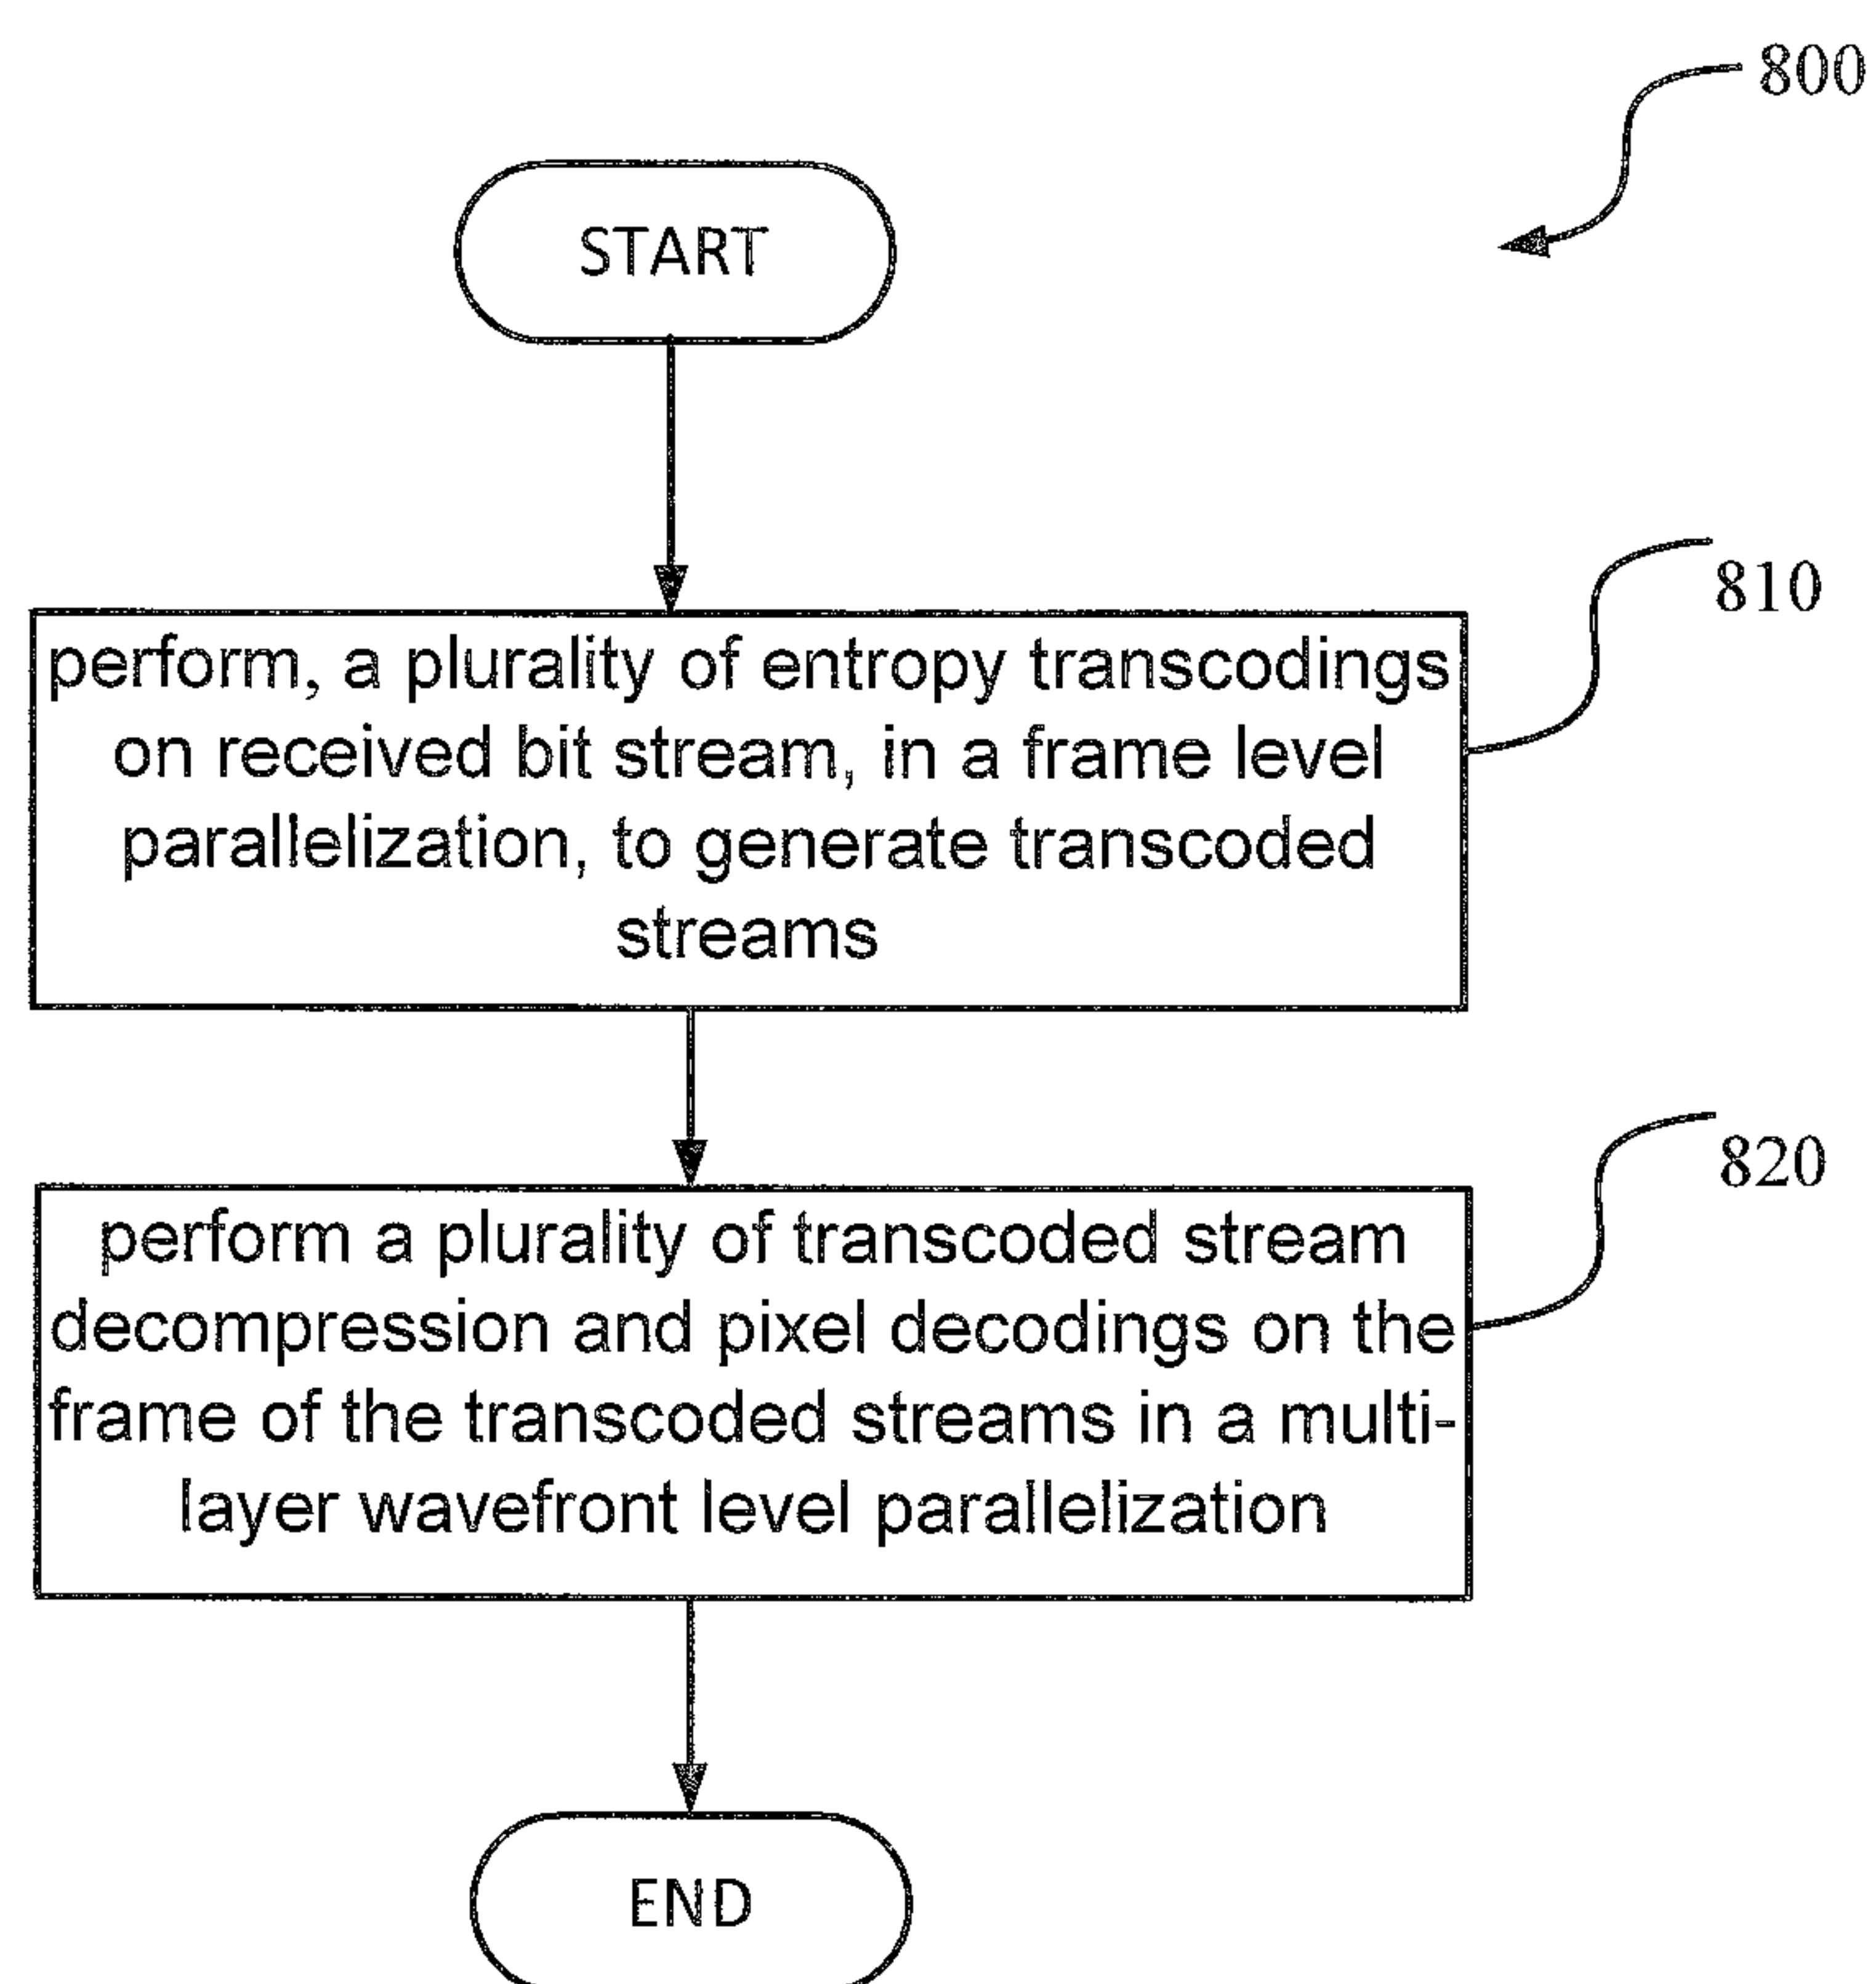 800
START
810
perform, a plurality of entropy transcodings
on received bit stream, in a frame level
parallelization, to generate transcoded
streams
820
perform a plurality of transcoded stream
decompression and pixel decodings on the
frame of the transcoded streams in a multi-
layer wavefront level parallelization
END